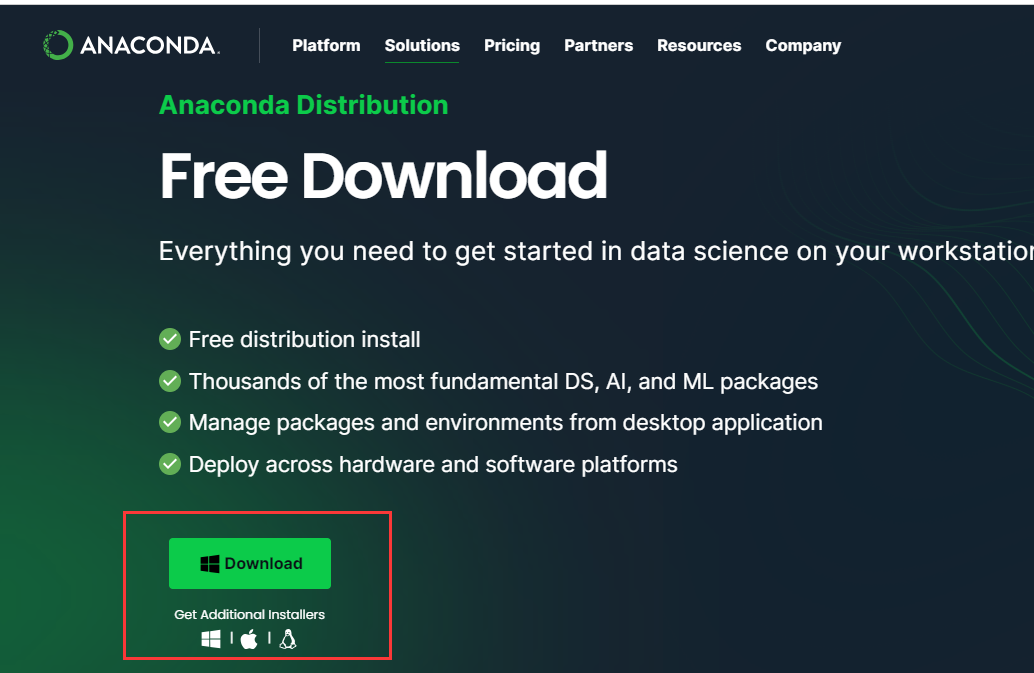 ANACONDA.
Platform Solutions Pricing Partners Resources Company
Anaconda Distribution
Free Download
Everything you need to get started in data science on your workstation
Free distribution install
Thousands of the most fundamental DS, AI, and ML packages
Manage packages and environments from desktop application
Deploy across hardware and software platforms
Download
Get Additional Installers